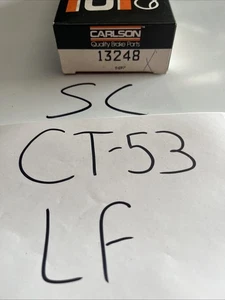 CARLSON
Quality Brake Parts
13248 X
SC
CT-53
LF